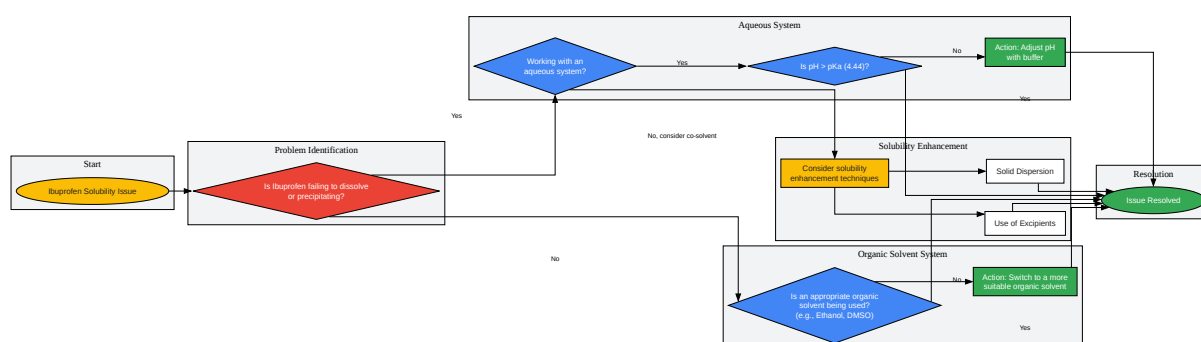 Start
Ibuprofen Solubility Issue
Problem Identification
Is Ibuprofen failing to dissolve
or precipitating?
Yes
No
Aqueous System
Working with an
aqueous system?
Yes
Is pH > pKa (4.44)?
No
Action: Adjust pH
with buffer
Yes
No, consider co-solvent
Solubility Enhancement
Consider solubility
enhancement techniques
Solid Dispersion
Use of Excipients
Organic Solvent System
Is an appropriate organic
solvent being used?
(e.g., Ethanol, DMSO)
No
Action: Switch to a more
suitable organic solvent
Yes
Resolution
Issue Resolved